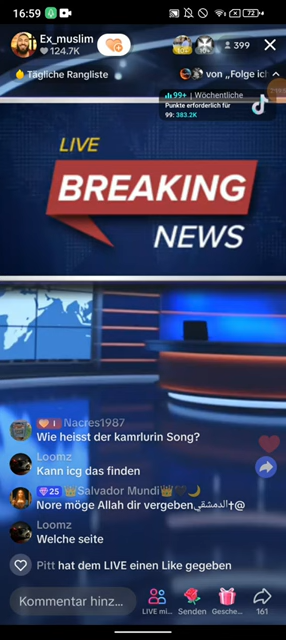 16:59
72
Ex_muslim
124.7K
399
Tägliche Rangliste
von „Folge ich
99+ | Wöchentliche
Punkte erforderlich für
99: 383.2K
LIVE
BREAKING
NEWS
1 Nacres1987
Wie heisst der kamrlurin Song?
Loomz
Kann icg das finden
25 👑Salvador Mundi👑🖤🌙
Nore möge Allah dir vergeben الدمشقي✝@
Loomz
Welche seite
Pitt hat dem LIVE einen Like gegeben
Kommentar hinz...
LIVE mi...
Senden
Gesche...
161